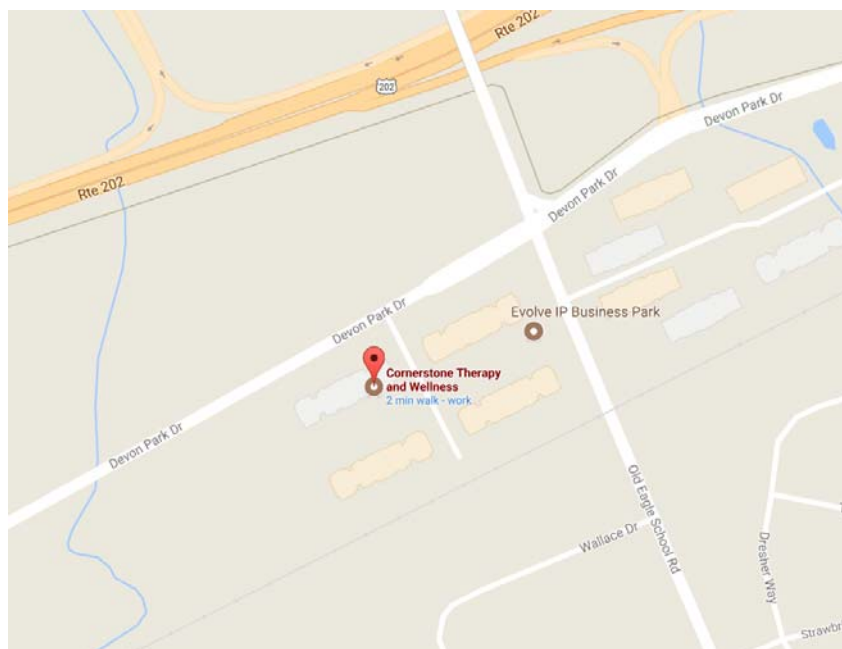 Rte 202
202
Rte 202
Devon Park Dr
Devon Park Dr
Devon Park Dr
Evolve IP Business Park
Cornerstone Therapy
and Wellness
2 min walk - work
Devon Park Dr
Old Eagle School Rd
Wallace Dr
Dresher Way